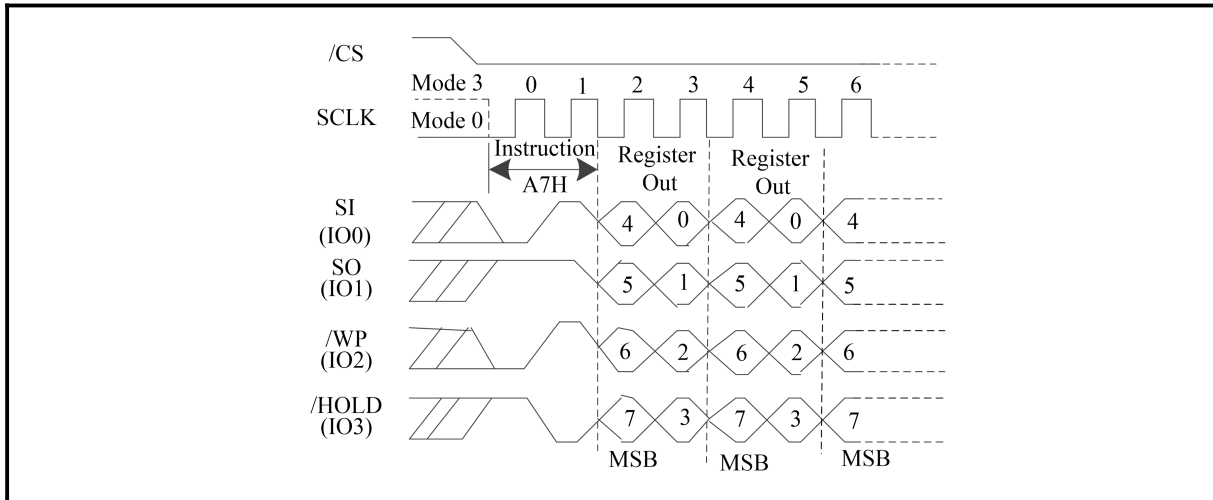 /CS
Mode 3 0 1 2 3 4 5 6
SCLK Mode 0
Instruction Register Out Register Out
A7H
SI (IO0) 4 0 4 0 4
SO (IO1) 5 1 5 1 5
/WP (IO2) 6 2 6 2 6
/HOLD (IO3) 7 3 7 3 7
MSB MSB MSB